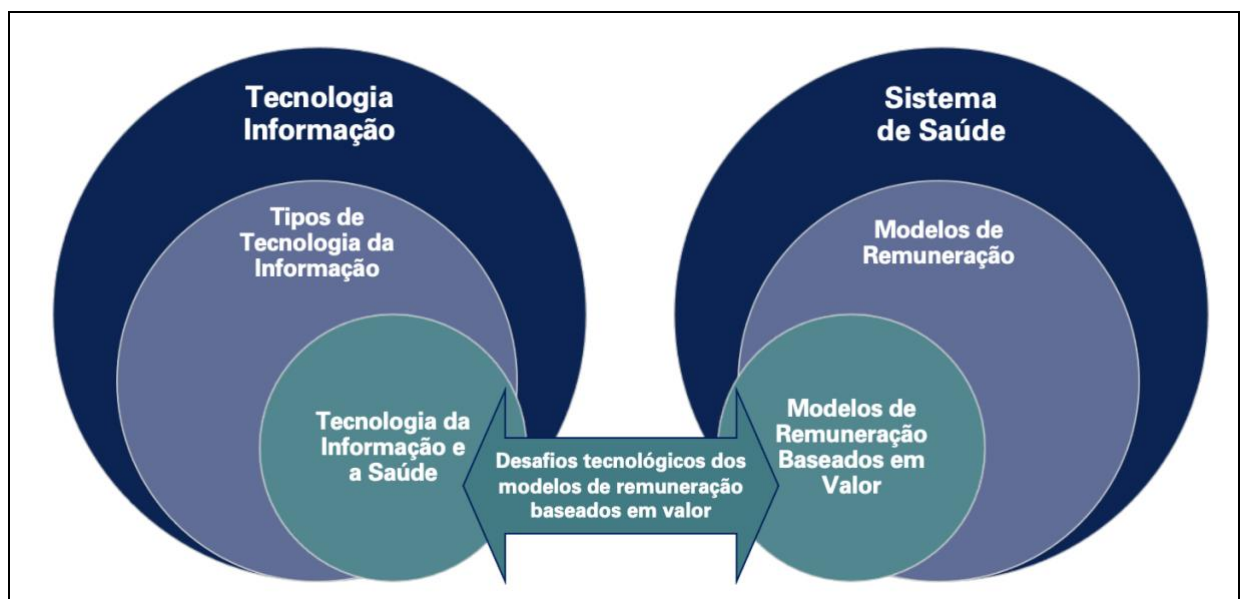 Tecnologia
Informação
Tipos de
Tecnologia da
Informação
Tecnologia da
Informação e
a Saúde
Desafios tecnológicos dos
modelos de remuneração
baseados em valor
Sistema
de Saúde
Modelos de
Remuneração
Modelos de
Remuneração
Baseados em
Valor